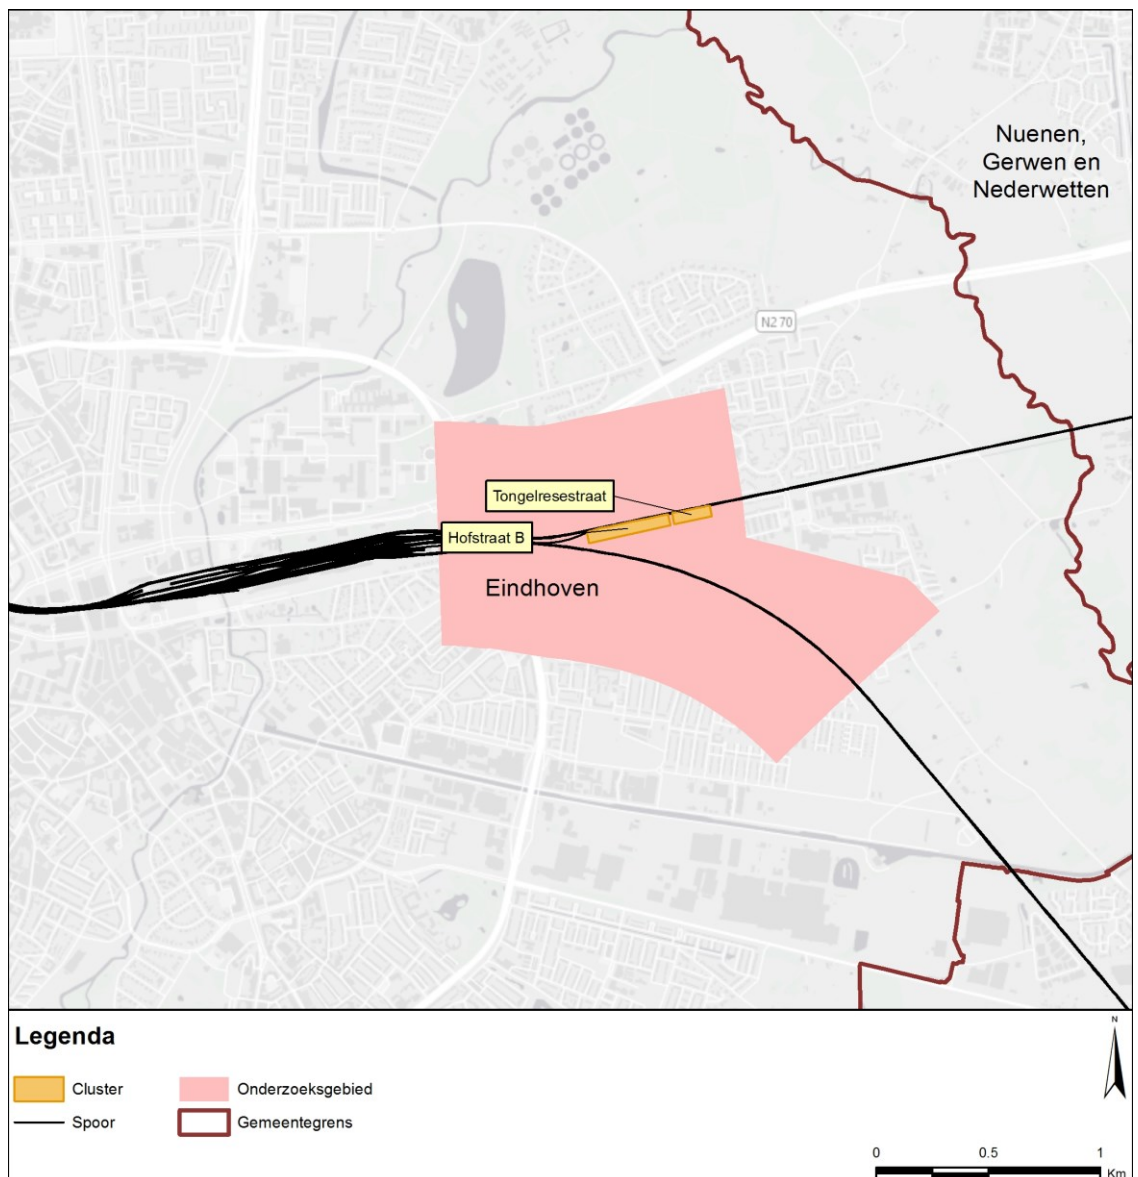 Nuenen,
Gerwen en
Nederwetten
N270
Tongelresestraat
Hofstraat B
Eindhoven
Legenda
Cluster
Onderzoeksgebied
Spoor
Gemeentegrens
N
0 0.5 1
Km